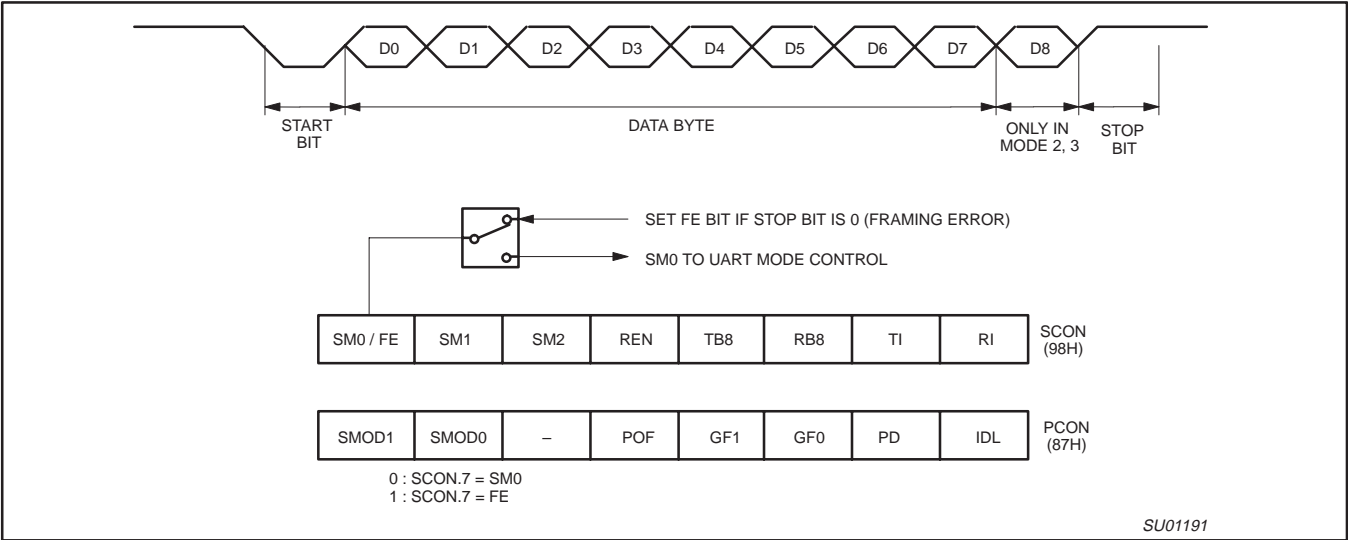 D0 D1 D2 D3 D4 D5 D6 D7 D8
START
BIT
DATA BYTE
ONLY IN
MODE 2, 3
STOP
BIT
SET FE BIT IF STOP BIT IS 0 (FRAMING ERROR)
SM0 TO UART MODE CONTROL
SM0 / FE SM1 SM2 REN TB8 RB8 TI RI
SCON
(98H)
SMOD1 SMOD0 – POF GF1 GF0 PD IDL
PCON
(87H)
0 : SCON.7 = SM0
1 : SCON.7 = FE
SU01191